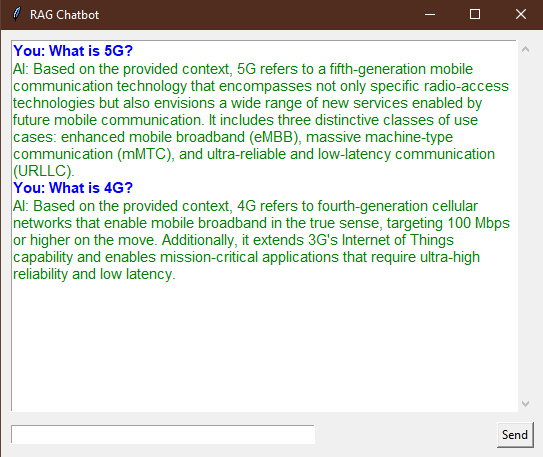 RAG Chatbot
You: What is 5G?
AI: Based on the provided context, 5G refers to a fifth-generation mobile
communication technology that encompasses not only specific radio-access
technologies but also envisions a wide range of new services enabled by
future mobile communication. It includes three distinctive classes of use
cases: enhanced mobile broadband (eMBB), massive machine-type
communication (mMTC), and ultra-reliable and low-latency communication
(URLLC).
You: What is 4G?
AI: Based on the provided context, 4G refers to fourth-generation cellular
networks that enable mobile broadband in the true sense, targeting 100 Mbps
or higher on the move. Additionally, it extends 3G's Internet of Things
capability and enables mission-critical applications that require ultra-high
reliability and low latency.
Send